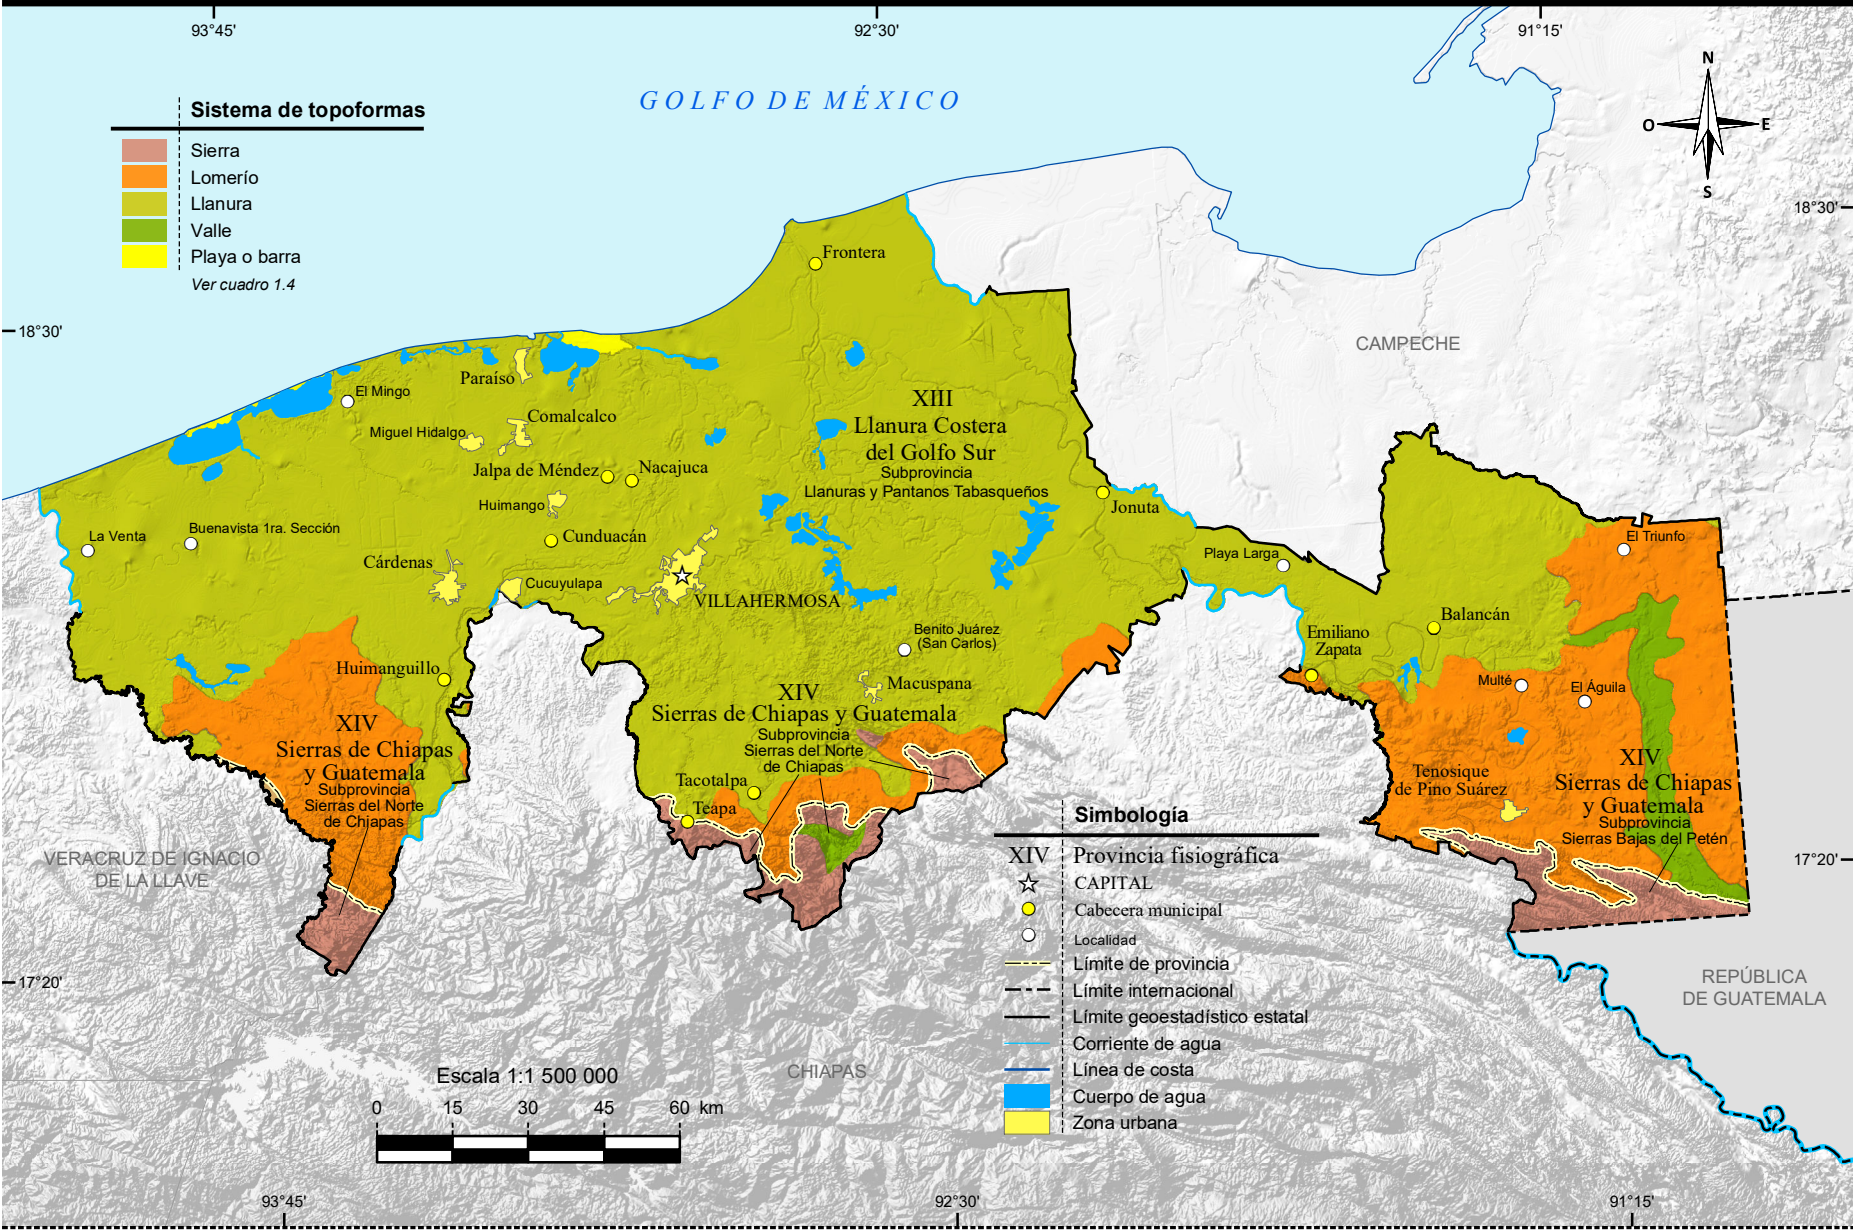 93°45'
92°30'
91°15'
GOLFO DE MÉXICO
N
O
E
S
Sistema de topoformas
Sierra
Lomerío
Llanura
Valle
Playa o barra
Ver cuadro 1.4
18°30'
18°30'
Frontera
CAMPECHE
Paraíso
El Mingo
Comalcalco
Miguel Hidalgo
XIII
Llanura Costera
del Golfo Sur
Subprovincia
Llanuras y Pantanos Tabasqueños
Jalpa de Méndez
Nacajuca
Huimango
Jonuta
La Venta
Buenavista 1ra. Sección
Cunduacán
El Triunfo
Playa Larga
Cárdenas
Cucuyulapa
VILLAHERMOSA
Balancán
Benito Juárez
(San Carlos)
Emiliano
Zapata
Huimanguillo
Macuspana
Multé
El Águila
XIV
Sierras de Chiapas y Guatemala
Subprovincia
Sierras del Norte
de Chiapas
XIV
Sierras de Chiapas
y Guatemala
Subprovincia
Sierras del Norte
de Chiapas
Tacotalpa
Teapa
Tenosique
de Pino Suárez
XIV
Sierras de Chiapas
y Guatemala
Subprovincia
Sierras Bajas del Petén
VERACRUZ DE IGNACIO
DE LA LLAVE
17°20'
17°20'
Simbología
XIV Provincia fisiográfica
CAPITAL
Cabecera municipal
Localidad
Límite de provincia
Límite internacional
Límite geoestadístico estatal
Corriente de agua
Línea de costa
Cuerpo de agua
Zona urbana
REPÚBLICA
DE GUATEMALA
CHIAPAS
Escala 1:1 500 000
0 15 30 45 60 km
93°45'
92°30'
91°15'